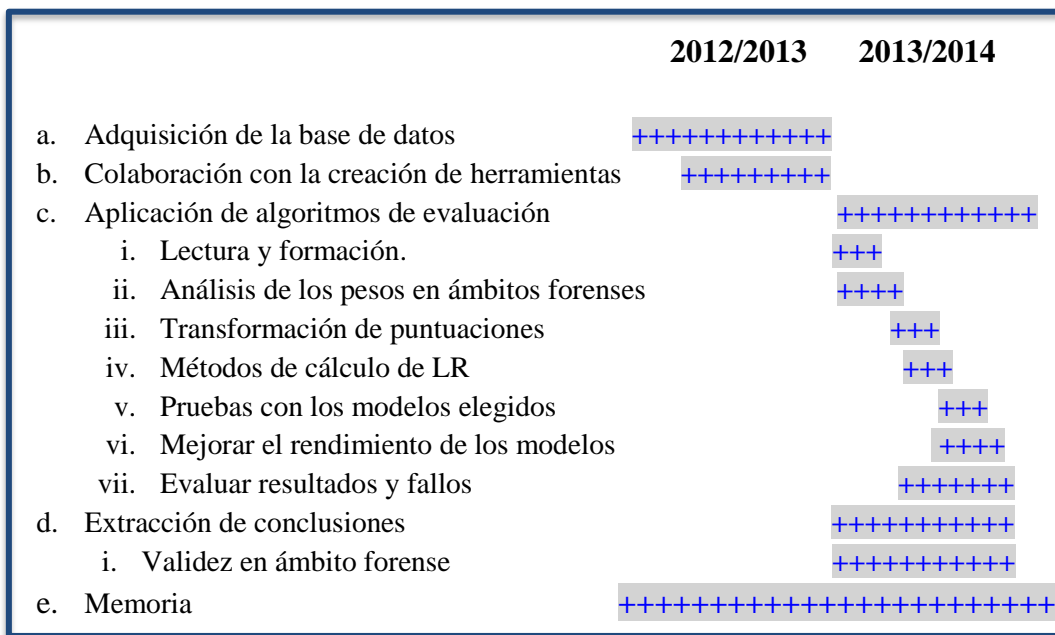 2012/2013 2013/2014
a. Adquisición de la base de datos ++++++++++++
b. Colaboración con la creación de herramientas +++++++++
c. Aplicación de algoritmos de evaluación ++++++++++++
i. Lectura y formación. +++
ii. Análisis de los pesos en ámbitos forenses ++++
iii. Transformación de puntuaciones +++
iv. Métodos de cálculo de LR +++
v. Pruebas con los modelos elegidos +++
vi. Mejorar el rendimiento de los modelos ++++
vii. Evaluar resultados y fallos +++++++
d. Extracción de conclusiones +++++++++++
i. Validez en ámbito forense +++++++++++
e. Memoria ++++++++++++++++++++++++++